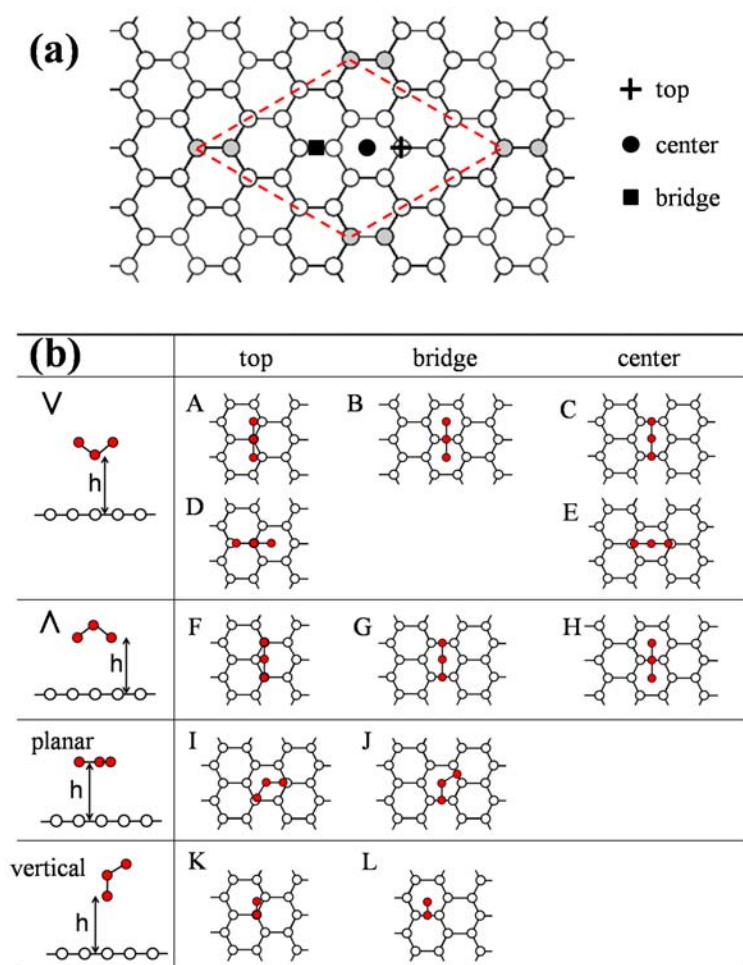 (a)
top
center
bridge
(b)
top
bridge
center
V
h
A
B
C
D
E
Λ
h
F
G
H
planar
h
I
J
vertical
h
K
L